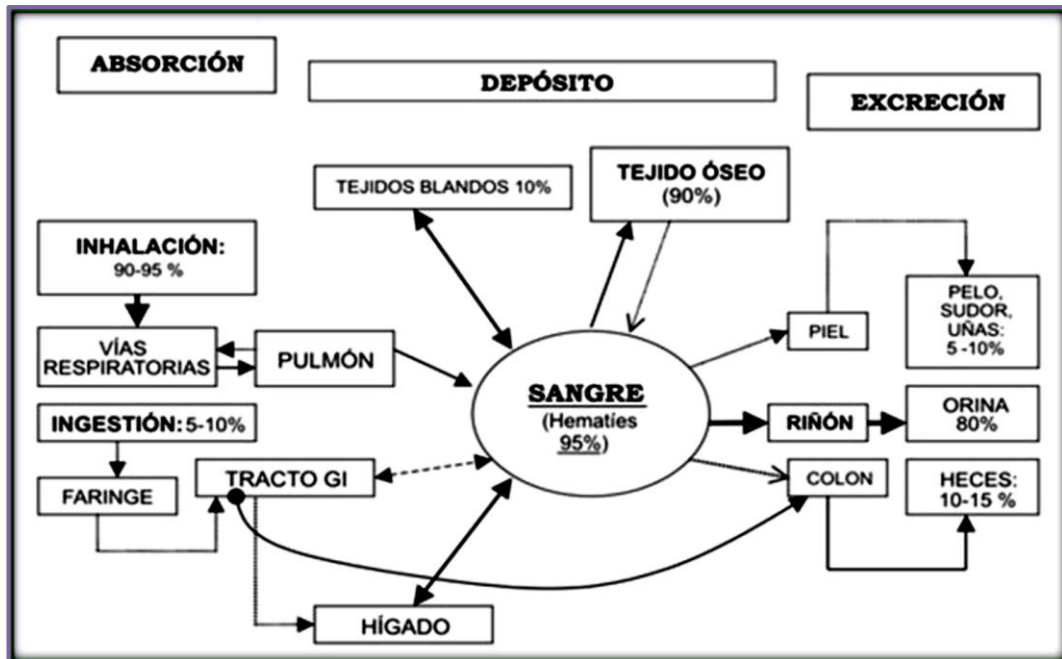 ABSORCIÓN
DEPÓSITO
EXCRECIÓN
TEJIDOS BLANDOS 10%
TEJIDO ÓSEO
(90%)
INHALACIÓN:
90-95 %
VÍAS
RESPIRATORIAS
PULMÓN
INGESTIÓN: 5-10%
FARINGE
TRACTO GI
HÍGADO
SANGRE
(Hematíes
95%)
PIEL
PELO,
SUDOR,
UÑAS:
5 -10%
RIÑÓN
ORINA
80%
COLON
HECES:
10-15 %